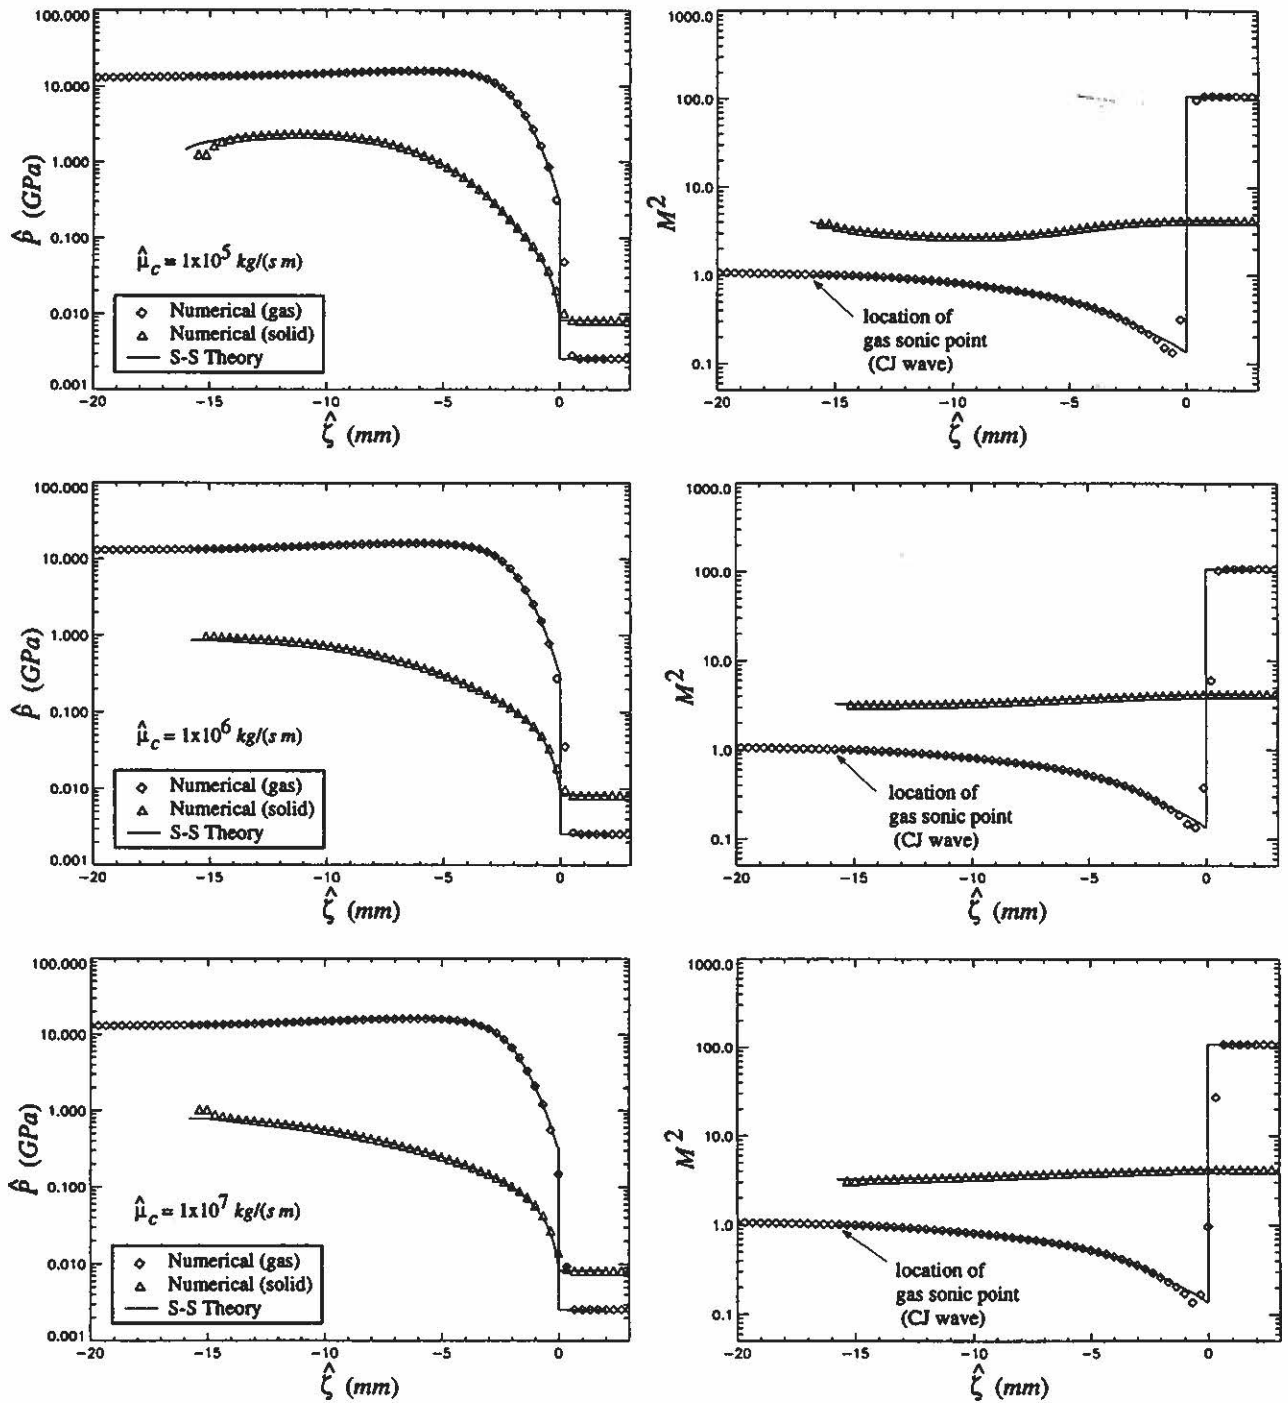 100.000
10.000
1.000
0.100
0.010
0.001
p̂ (GPa)
μ̂c = 1x10⁵ kg/(s m)
Numerical (gas)
Numerical (solid)
S-S Theory
−20 −15 −10 −5 0
ζ̂ (mm)
1000.0
100.0
10.0
1.0
0.1
M²
location of
gas sonic point
(CJ wave)
−20 −15 −10 −5 0
ζ̂ (mm)
100.000
10.000
1.000
0.100
0.010
0.001
p̂ (GPa)
μ̂c = 1x10⁶ kg/(s m)
Numerical (gas)
Numerical (solid)
S-S Theory
−20 −15 −10 −5 0
ζ̂ (mm)
1000.0
100.0
10.0
1.0
0.1
M²
location of
gas sonic point
(CJ wave)
−20 −15 −10 −5 0
ζ̂ (mm)
100.000
10.000
1.000
0.100
0.010
0.001
p̂ (GPa)
μ̂c = 1x10⁷ kg/(s m)
Numerical (gas)
Numerical (solid)
S-S Theory
−20 −15 −10 −5 0
ζ̂ (mm)
1000.0
100.0
10.0
1.0
0.1
M²
location of
gas sonic point
(CJ wave)
−20 −15 −10 −5 0
ζ̂ (mm)